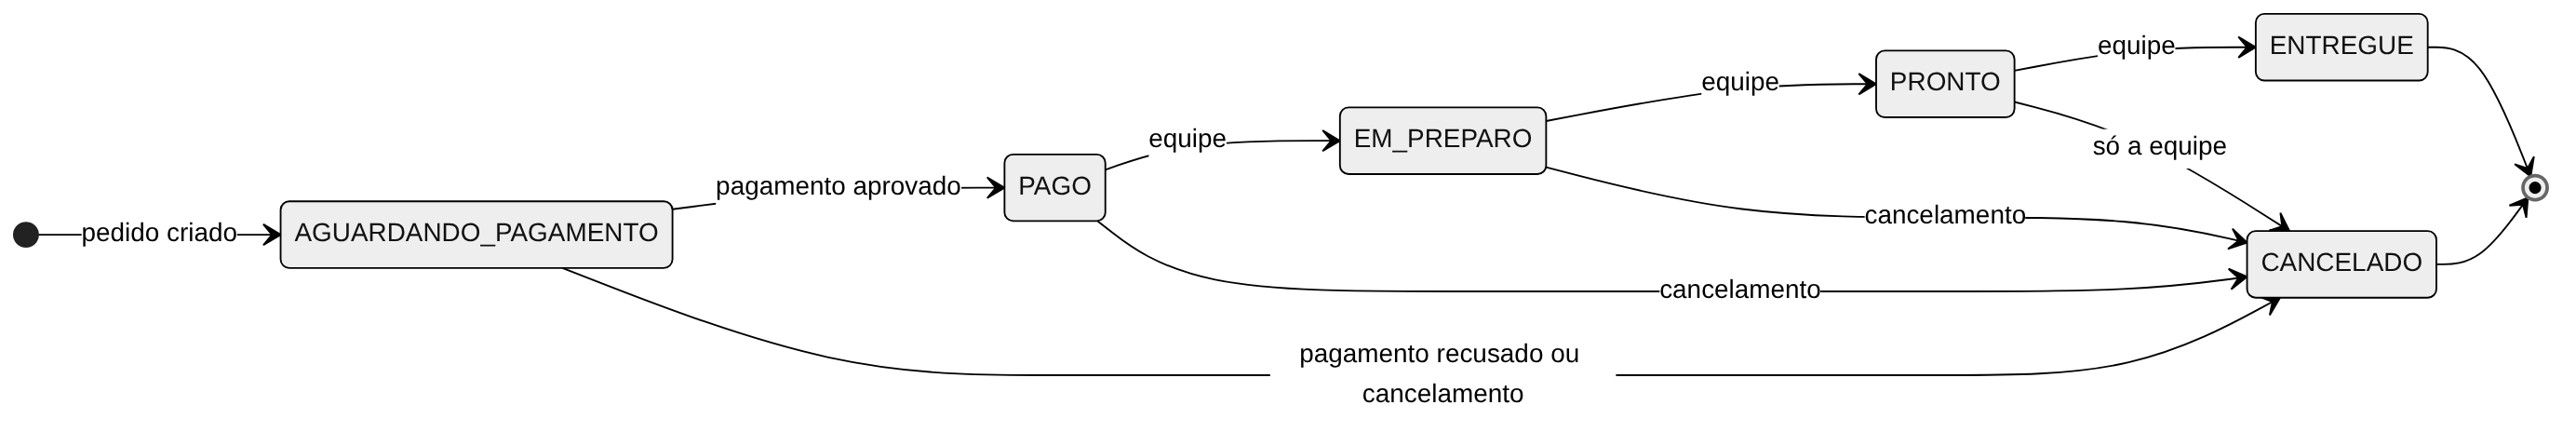 pedido criado
AGUARDANDO_PAGAMENTO
pagamento aprovado
PAGO
equipe
EM_PREPARO
equipe
PRONTO
equipe
ENTREGUE
só a equipe
cancelamento
cancelamento
CANCELADO
pagamento recusado ou
cancelamento